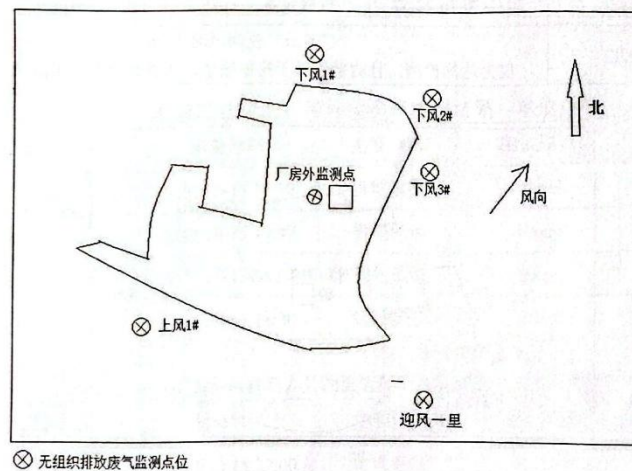 下风1#
下风2#
北
厂房外监测点
下风3#
风向
上风1#
迎风一里
无组织排放废气监测点位